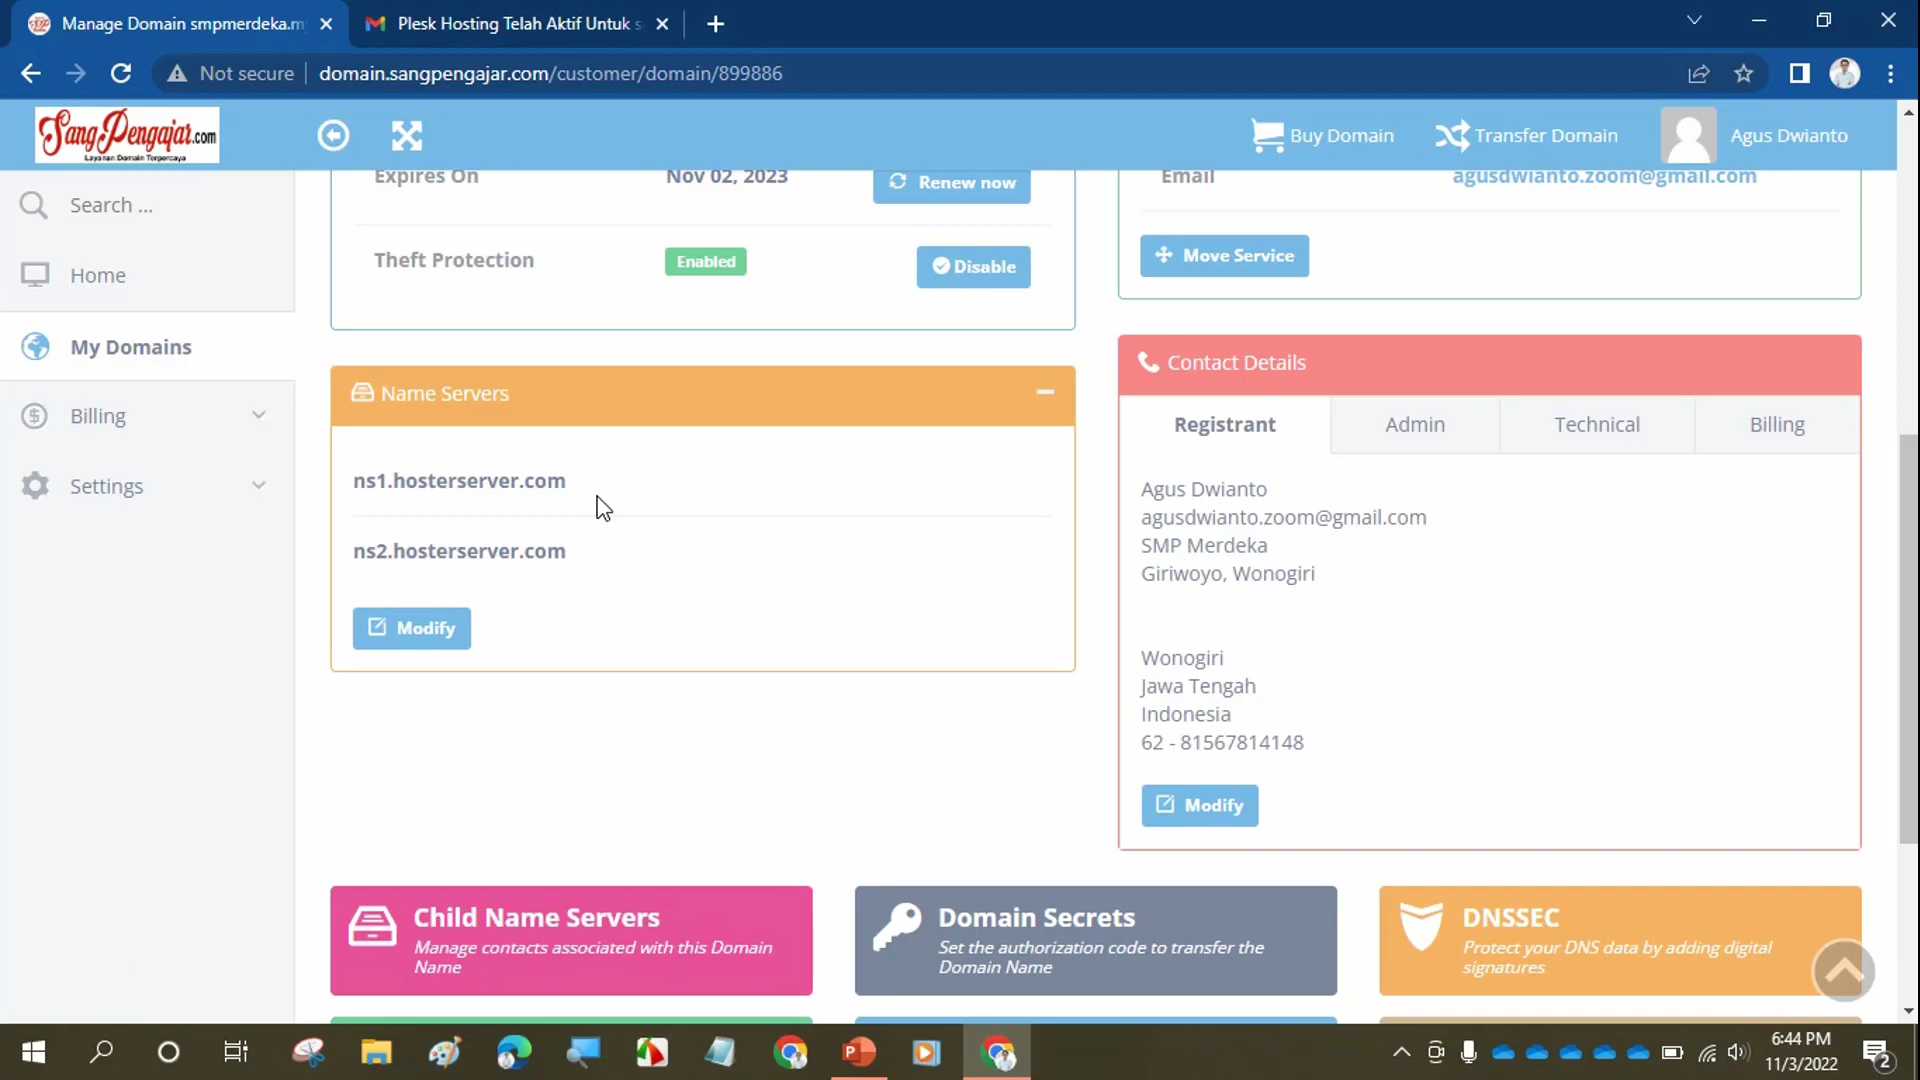 Manage Domain smpmerdeka.m
Plesk Hosting Telah Aktif Untuk s
Not secure
domain.sangpengajar.com/customer/domain/899886
SangPengajar.com
Layanan Domain Terpercaya
Buy Domain
Transfer Domain
Agus Dwianto
Search ...
Home
My Domains
Billing
Settings
Expires On
Nov 02, 2023
Renew now
Theft Protection
Enabled
Disable
Email
agusdwianto.zoom@gmail.com
Move Service
Name Servers
ns1.hosterserver.com
ns2.hosterserver.com
Modify
Contact Details
Registrant
Admin
Technical
Billing
Agus Dwianto
agusdwianto.zoom@gmail.com
SMP Merdeka
Giriwoyo, Wonogiri
Wonogiri
Jawa Tengah
Indonesia
62 - 81567814148
Modify
Child Name Servers
Manage contacts associated with this Domain
Name
Domain Secrets
Set the authorization code to transfer the
Domain Name
DNSSEC
Protect your DNS data by adding digital
signatures
6:44 PM
11/3/2022
2